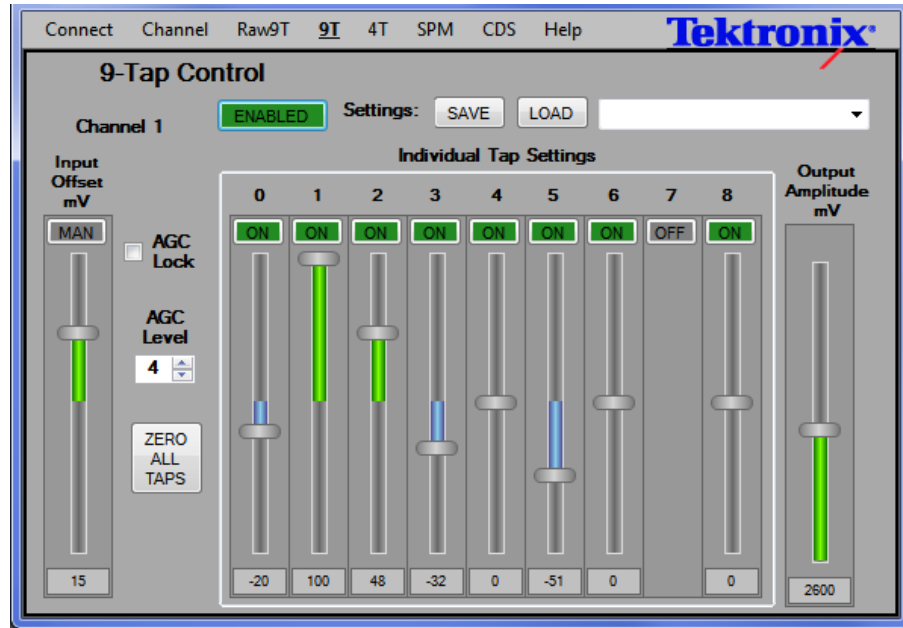 Connect Channel Raw9T 9T 4T SPM CDS Help Tektronix
9-Tap Control
Channel 1 ENABLED Settings: SAVE LOAD
Individual Tap Settings
Input
Offset
mV
Output
Amplitude
mV
0 1 2 3 4 5 6 7 8
MAN ON ON ON ON ON ON ON OFF ON
AGC
Lock
AGC
Level
4
ZERO
ALL
TAPS
15 -20 100 48 -32 0 -51 0 0 2600